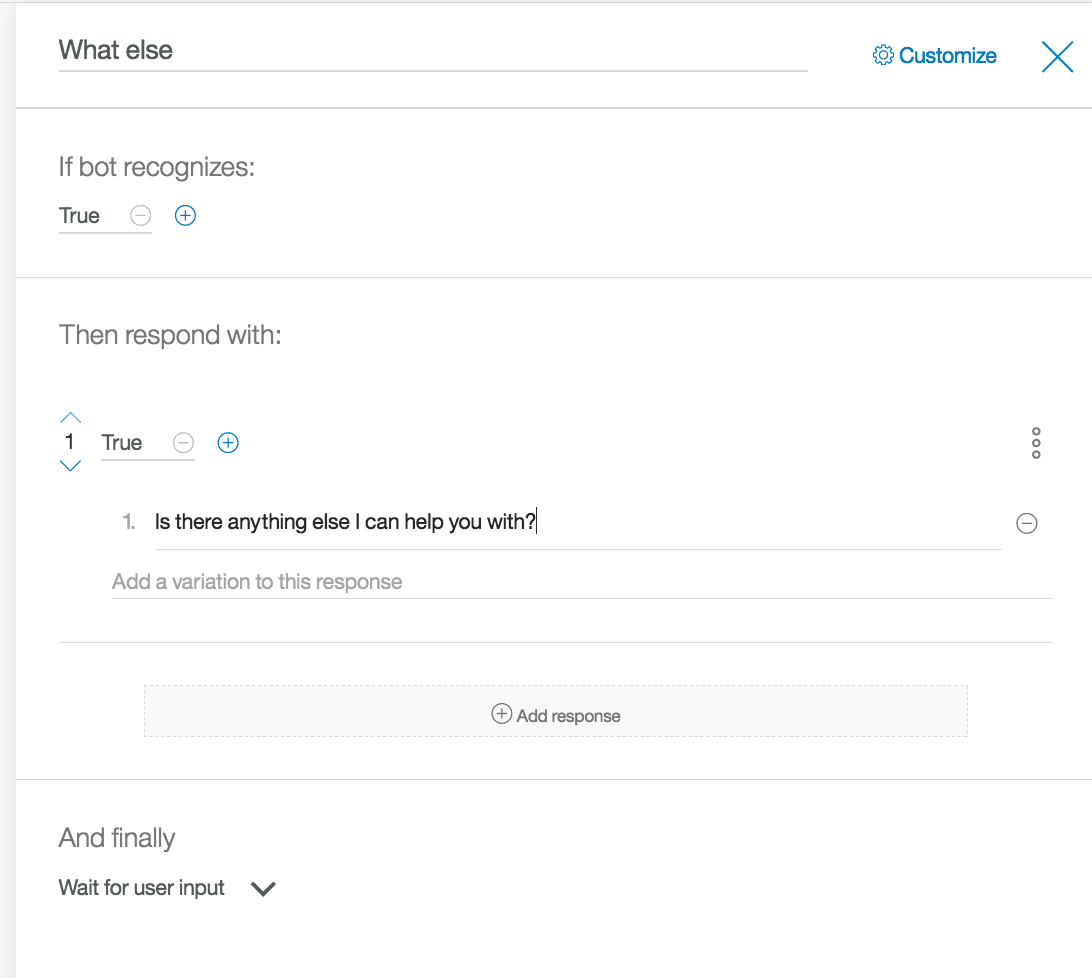 What else
Customize
If bot recognizes:
True
Then respond with:
1 True
1. Is there anything else I can help you with?
Add a variation to this response
Add response
And finally
Wait for user input